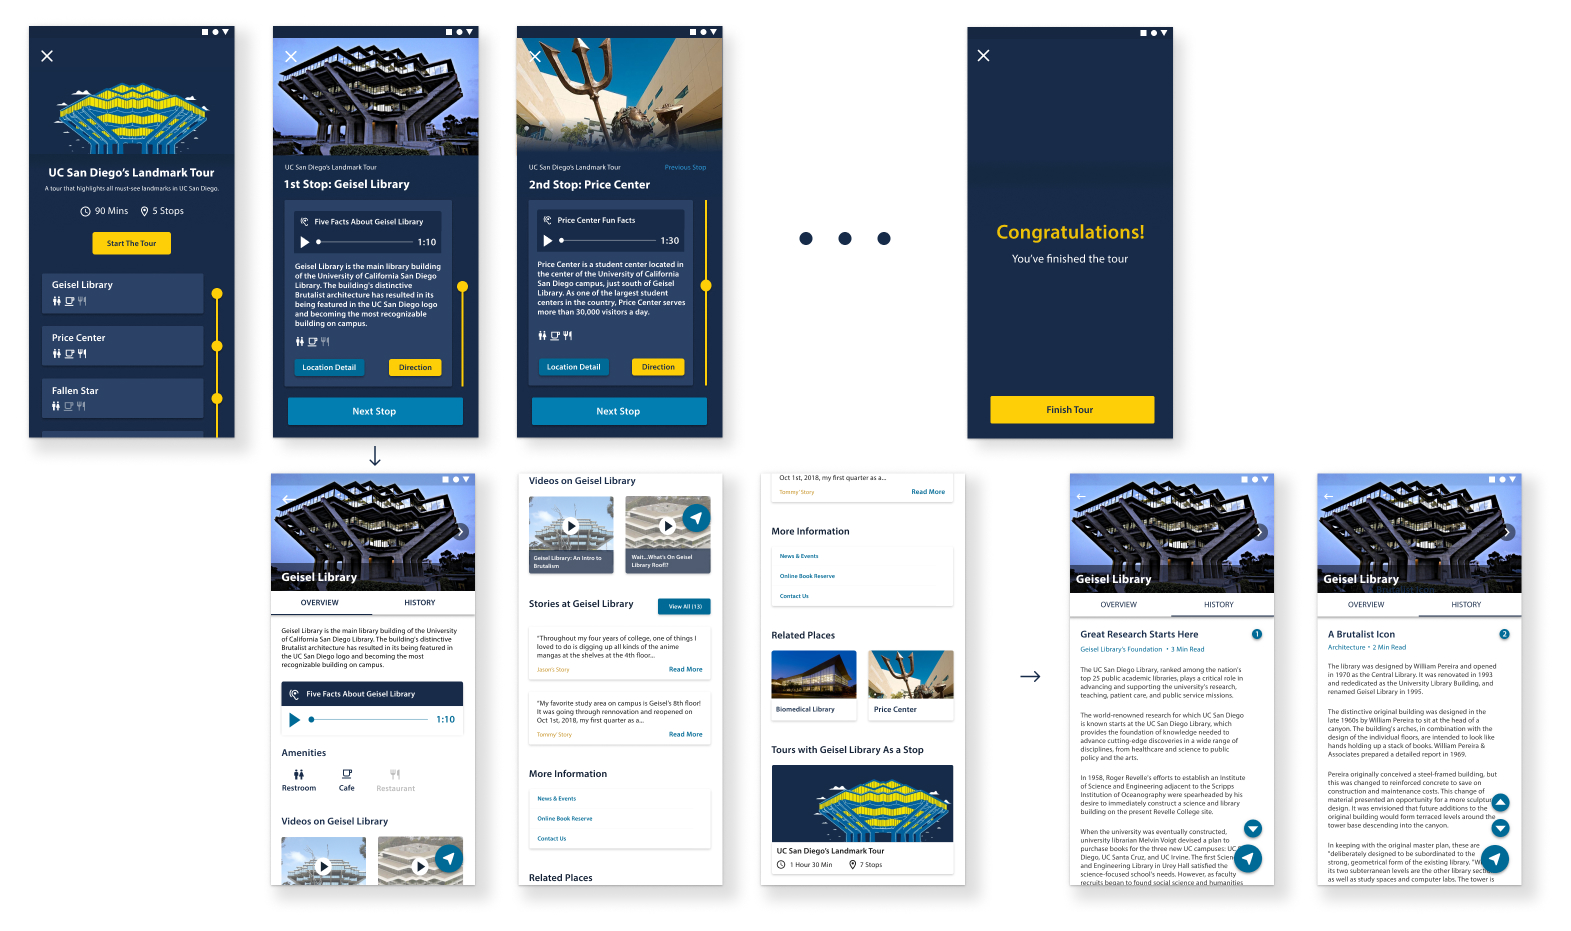 UC San Diego's Landmark Tour
A tour that highlights all must-see landmarks in UC San Diego.
90 Mins
5 Stops
Start The Tour
Geisel Library
Price Center
Fallen Star
UC San Diego's Landmark Tour
1st Stop: Geisel Library
Five Facts About Geisel Library
1:10
Geisel Library is the main library building
of the University of California San Diego
Library. The building's distinctive
Brutalist architecture has resulted in its
being featured in the UC San Diego logo
and becoming the most recognizable
building on campus.
Location Detail
Direction
Next Stop
UC San Diego's Landmark Tour
Previous Stop
2nd Stop: Price Center
Price Center Fun Facts
1:30
Price Center is a student center located in
the center of the University of California
San Diego campus, just south of Geisel
Library. As one of the largest student
centers in the country, Price Center serves
more than 30,000 visitors a day.
Location Detail
Direction
Next Stop
Congratulations!
You've finished the tour
Finish Tour
Geisel Library
OVERVIEW
HISTORY
Geisel Library is the main library building of the University
of California San Diego Library. The building's distinctive
Brutalist architecture has resulted in its being featured in
the UC San Diego logo and becoming the most
recognizable building on campus.
Five Facts About Geisel Library
1:10
Amenities
Restroom
Cafe
Restaurant
Videos on Geisel Library
Videos on Geisel Library
Geisel Library: An Intro to
Brutalism
Wait...What's On Geisel
Library Roof!?
Stories at Geisel Library
View All (13)
"Throughout my four years of college, one of things I
loved to do is digging up all kinds of the anime
mangas at the shelves at the 4th floor...
Jason's Story
Read More
"My favorite study area on campus is Geisel's 8th floor!
It was going through rennovation and reopened on
Oct 1st, 2018, my first quarter as a...
Tommy' Story
Read More
More Information
News & Events
Online Book Reserve
Contact Us
Related Places
Oct 1st, 2018, my first quarter as a...
Tommy' Story
Read More
More Information
News & Events
Online Book Reserve
Contact Us
Related Places
Biomedical Library
Price Center
Tours with Geisel Library As a Stop
UC San Diego's Landmark Tour
1 Hour 30 Min
7 Stops
Geisel Library
OVERVIEW
HISTORY
Great Research Starts Here
1
Geisel Library's Foundation • 3 Min Read
The UC San Diego Library, ranked among the nation's
top 25 public academic libraries, plays a critical role in
advancing and supporting the university's research,
teaching, patient care, and public service missions.
The world-renowned research for which UC San Diego
is known starts at the UC San Diego Library, which
provides the foundation of knowledge needed to
advance cutting-edge discoveries in a wide range of
disciplines, from healthcare and science to public
policy and the arts.
In 1958, Roger Revelle's efforts to establish an Institute
of Science and Engineering adjacent to the Scripps
Institution of Oceanography were spearheaded by his
desire to immediately construct a science and library
building on the present Revelle College site.
When the university was eventually constructed,
university librarian Melvin Voigt devised a plan to
purchase books for the three new UC campuses: UC
Diego, UC Santa Cruz, and UC Irvine. The first
and Engineering Library in Urey Hall satisfied the
science-focused school's needs. However, as faculty
recruits began to found social science and humanities
Geisel Library
OVERVIEW
HISTORY
A Brutalist Icon
2
Architecture • 2 Min Read
The library was designed by William Pereira and opened
in 1970 as the Central Library. It was renovated in 1993
and rededicated as the University Library Building, and
renamed Geisel Library in 1995.
The distinctive original building was designed in the
late 1960s by William Pereira to sit at the head of a
canyon. The building's arches, in combination with the
design of the individual floors, are intended to look like
hands holding up a stack of books. William Pereira &
Associates prepared a detailed report in 1969.
Pereira originally conceived a steel-framed building, but
this was changed to reinforced concrete to save on
construction and maintenance costs. This change of
material presented an opportunity for a more
design. It was envisioned that future additions to the
original building would form terraced levels around the
tower base descending into the canyon.
In keeping with the original master plan, these are
"deliberately designed to be subordinated to the
strong, geometrical form of the existing library."
its two subterranean levels are the other library
as well as study spaces and computer labs. The tower is